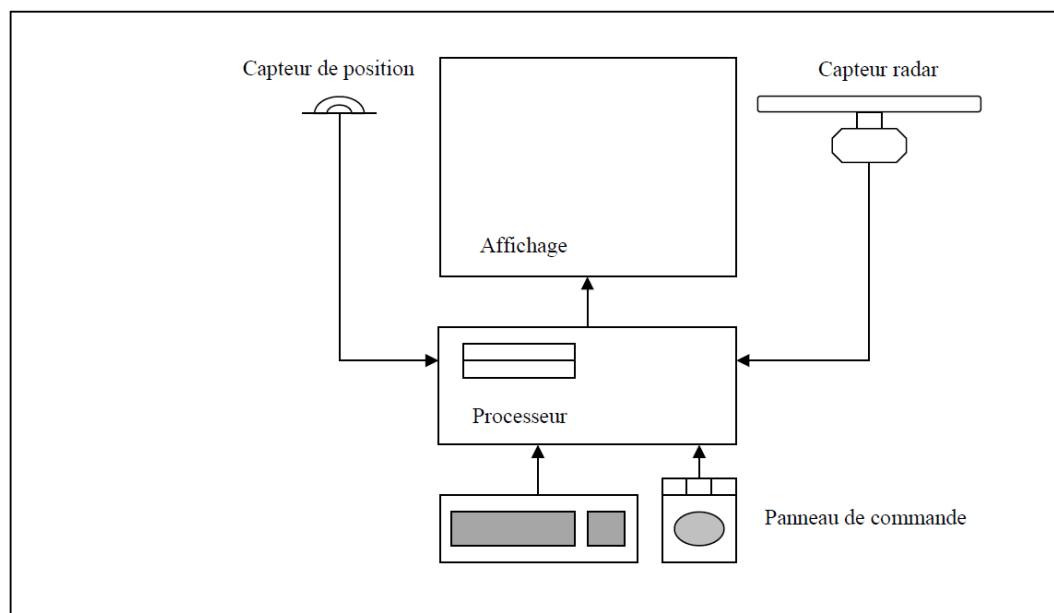 Capteur de position
Capteur radar
Affichage
Processeur
Panneau de commande